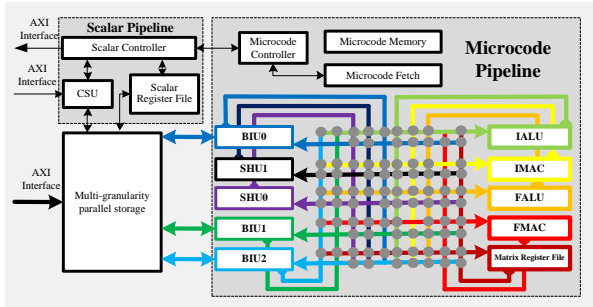 AXI
Interface
Scalar Pipeline
Scalar Controller
AXI
Interface
CSU
Scalar
Register File
Microcode
Controller
Microcode Memory
Microcode Fetch
Microcode
Pipeline
AXI
Interface
Multi-granularity
parallel storage
BIU0
SHU1
SHU0
BIU1
BIU2
IALU
IMAC
FALU
FMAC
Matrix Register File